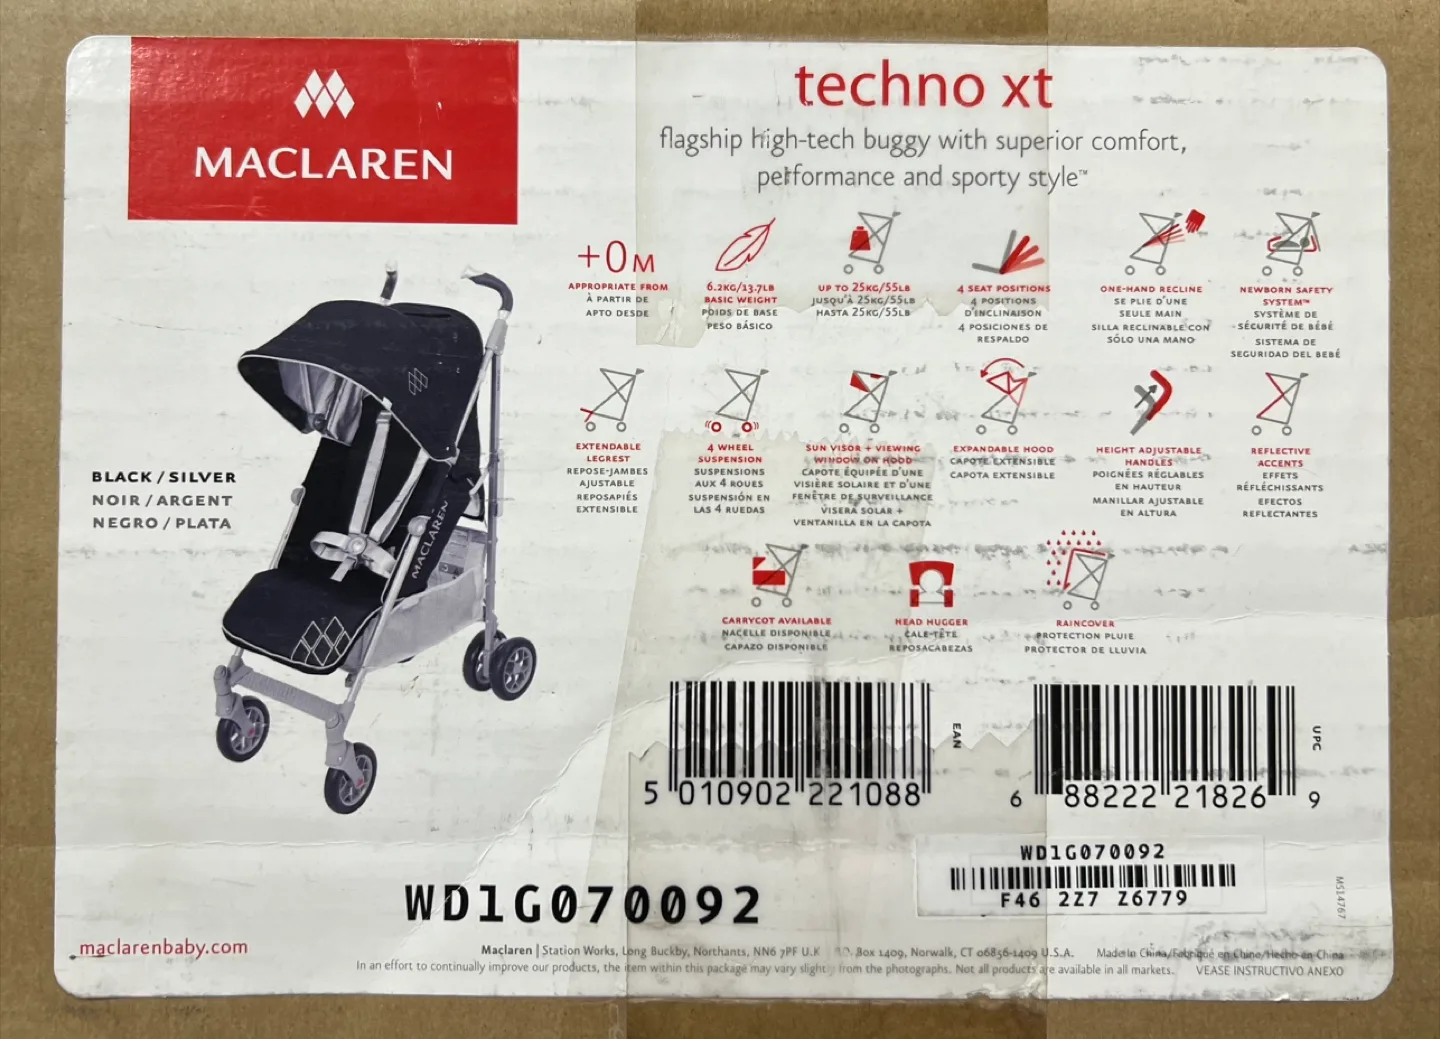 MACLAREN
techno xt
flagship high-tech buggy with superior comfort,
performance and sporty style™
+0M
APPROPRIATE FROM
À PARTIR DE
APTO DESDE
6.2KG/13.7LB
BASIC WEIGHT
POIDS DE BASE
PESO BÁSICO
UP TO 25KG/55LB
JUSQU'À 25KG/55LB
HASTA 25KG/55LB
4 SEAT POSITIONS
4 POSITIONS
D'INCLINAISON
4 POSICIONES DE
RESPALDO
ONE-HAND RECLINE
SE PLIE D'UNE
SEULE MAIN
SILLA RECLINABLE CON
SÓLO UNA MANO
NEWBORN SAFETY
SYSTEM™
SYSTÈME DE
SÉCURITÉ DE BÉBÉ
SISTEMA DE
SEGURIDAD DEL BEBÉ
EXTENDABLE
LEGREST
REPOSE-JAMBES
AJUSTABLE
REPOSAPIÉS
EXTENSIBLE
4 WHEEL
SUSPENSION
SUSPENSIONS
AUX 4 ROUES
SUSPENSIÓN EN
LAS 4 RUEDAS
SUN VISOR + VIEWING
WINDOW ON HOOD
CAPOTE ÉQUIPÉE D'UNE
VISIÈRE SOLAIRE ET D'UNE
FENÊTRE DE SURVEILLANCE
VISERA SOLAR +
VENTANILLA EN LA CAPOTA
EXPANDABLE HOOD
CAPOTE EXTENSIBLE
CAPOTA EXTENSIBLE
HEIGHT ADJUSTABLE
HANDLES
POIGNÉES RÉGLABLES
EN HAUTEUR
MANILLAR AJUSTABLE
EN ALTURA
REFLECTIVE
ACCENTS
EFFETS
RÉFLÉCHISSANTS
EFECTOS
REFLECTANTES
BLACK / SILVER
NOIR / ARGENT
NEGRO / PLATA
MACLAREN
CARRYCOT AVAILABLE
NACELLE DISPONIBLE
CAPAZO DISPONIBLE
HEAD HUGGER
CALE-TÊTE
REPOSACABEZAS
RAINCOVER
PROTECTION PLUIE
PROTECTOR DE LLUVIA
EAN
5 010902 221088
UPC
6 88222 21826 9
WD1G070092
F46 2Z7 Z6779
MS14767
WD1G070092
maclarenbaby.com
Maclaren | Station Works, Long Buckby, Northants, NN6 7PF U.K Box 1409, Norwalk, CT 06856-1409 U.S.A. Made In China/Fabriqué en Chine/Hecho en China
In an effort to continually improve our products, the item within this package may vary slightly from the photographs. Not all products are available in all markets. VEASE INSTRUCTIVO ANEXO